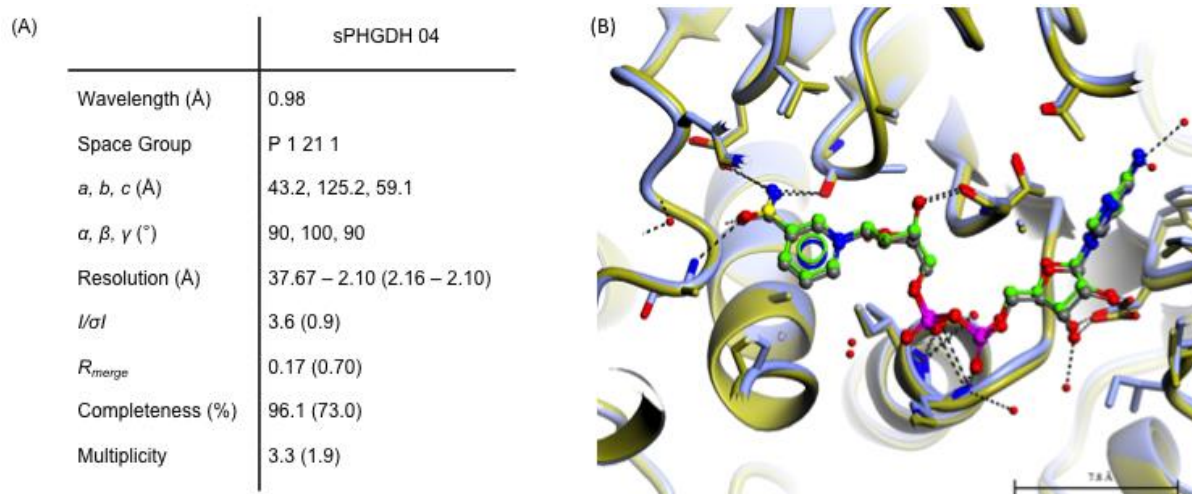 (A)
sPHGDH 04
Wavelength (Å) 0.98
Space Group P 1 21 1
a, b, c (Å) 43.2, 125.2, 59.1
α, β, γ (°) 90, 100, 90
Resolution (Å) 37.67 – 2.10 (2.16 – 2.10)
I/σI 3.6 (0.9)
Rmerge 0.17 (0.70)
Completeness (%) 96.1 (73.0)
Multiplicity 3.3 (1.9)
(B)
7.8 Å